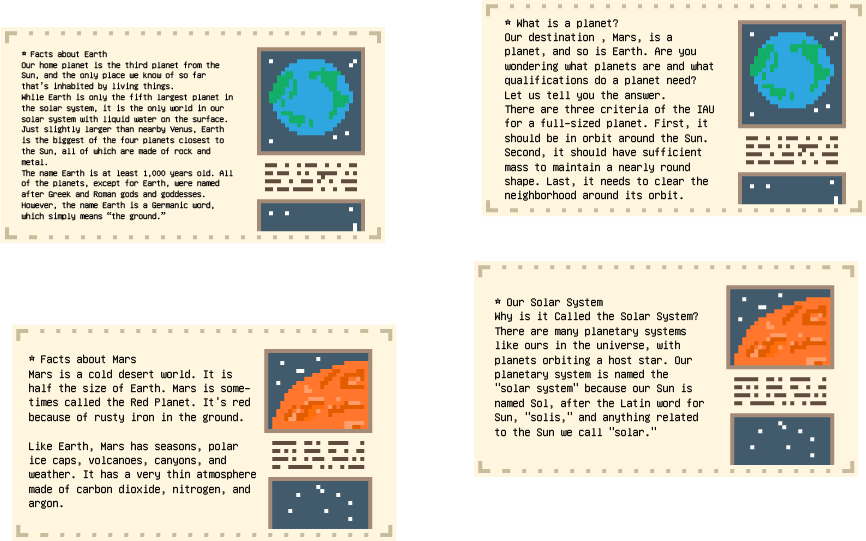 * Facts about Earth
Our home planet is the third planet from the
Sun, and the only place we know of so far
that's inhabited by living things.
While Earth is only the fifth largest planet in
the solar system, it is the only world in our
solar system with liquid water on the surface.
Just slightly larger than nearby Venus, Earth
is the biggest of the four planets closest to
the Sun, all of which are made of rock and
metal.
The name Earth is at least 1,000 years old. All
of the planets, except for Earth, were named
after Greek and Roman gods and goddesses.
However, the name Earth is a Germanic word,
which simply means “the ground.”
* What is a planet?
Our destination , Mars, is a
planet, and so is Earth. Are you
wondering what planets are and what
qualifications do a planet need?
Let us tell you the answer.
There are three criteria of the IAU
for a full-sized planet. First, it
should be in orbit around the Sun.
Second, it should have sufficient
mass to maintain a nearly round
shape. Last, it needs to clear the
neighborhood around its orbit.
* Facts about Mars
Mars is a cold desert world. It is
half the size of Earth. Mars is some-
times called the Red Planet. It's red
because of rusty iron in the ground.
Like Earth, Mars has seasons, polar
ice caps, volcanoes, canyons, and
weather. It has a very thin atmosphere
made of carbon dioxide, nitrogen, and
argon.
* Our Solar System
Why is it Called the Solar System?
There are many planetary systems
like ours in the universe, with
planets orbiting a host star. Our
planetary system is named the
"solar system" because our Sun is
named Sol, after the Latin word for
Sun, "solis," and anything related
to the Sun we call "solar."